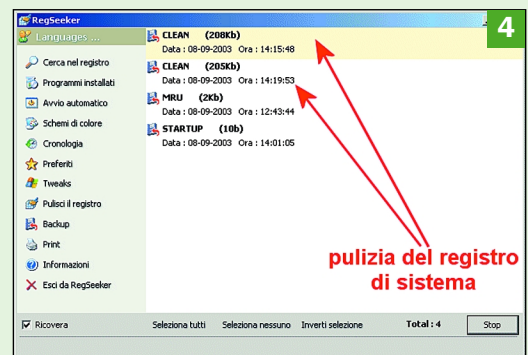 RegSeeker
4
Languages ...
Cerca nel registro
Programmi installati
Avvio automatico
Schemi di colore
Cronologia
Preferiti
Tweaks
Pulisci il registro
Backup
Print
Informazioni
Esci da RegSeeker
CLEAN (208Kb)
Data : 08-09-2003 Ora : 14:15:48
CLEAN (205Kb)
Data : 08-09-2003 Ora : 14:19:53
MRU (2Kb)
Data : 08-09-2003 Ora : 12:43:44
STARTUP (10b)
Data : 08-09-2003 Ora : 14:01:05
pulizia del registro
di sistema
Ricovera Seleziona tutti Seleziona nessuno Inverti selezione Total : 4 Stop